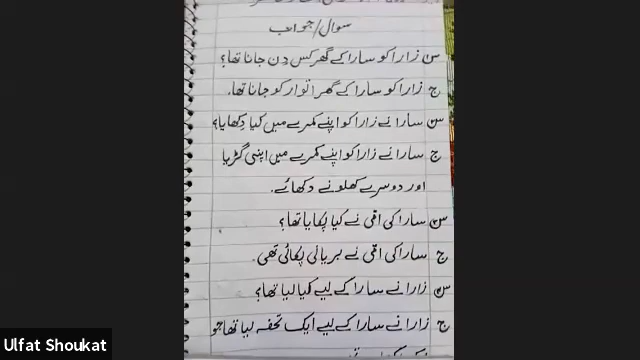 سوال/جواب
س زارا کو سارا کے گھر کس دن جانا تھا؟
ج زارا کو سارا کے گھر اتوار کو جانا تھا۔
س سارا نے زارا کو اپنے کمرے میں کیا دکھایا؟
ج سارا نے زارا کو اپنے کمرے میں اپنی گڑیا
اور دوسرے کھلونے دکھائے۔
س سارا کی امّی نے کیا پکایا تھا؟
ج سارا کی امّی نے بریانی پکائی تھی۔
س زارا نے سارا کے لیے کیا لیا تھا؟
ج زارا نے سارا کے لیے ایک تحفہ لیا تھا جو
Ulfat Shoukat